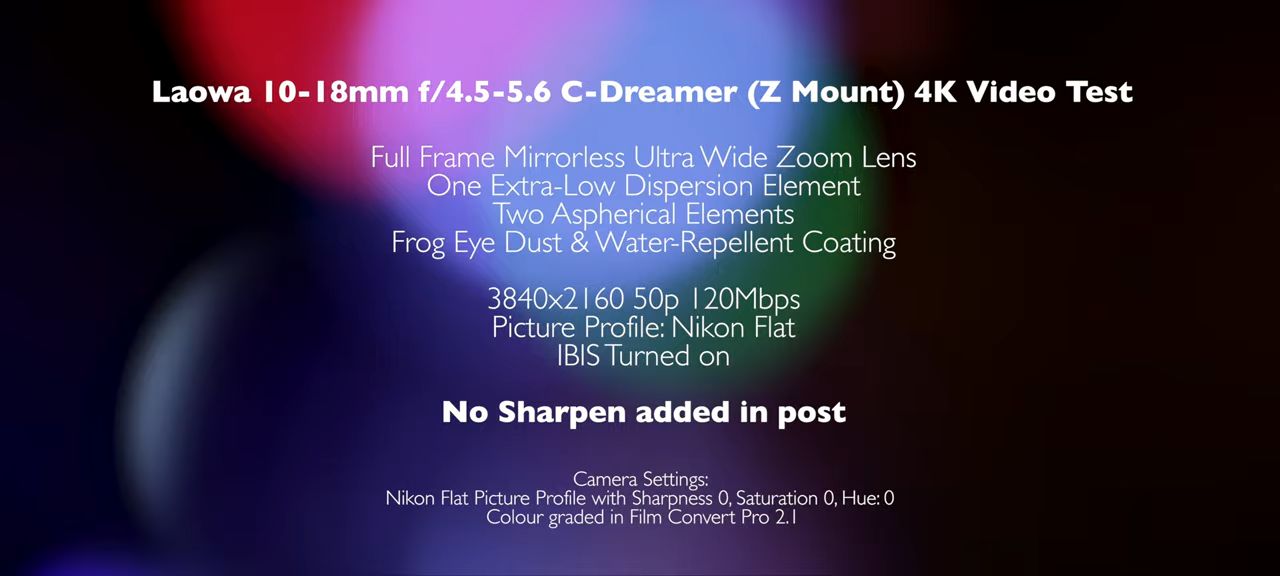 Laowa 10-18mm f/4.5-5.6 C-Dreamer (Z Mount) 4K Video Test
Full Frame Mirrorless Ultra Wide Zoom Lens
One Extra-Low Dispersion Element
Two Aspherical Elements
Frog Eye Dust & Water-Repellent Coating
3840x2160 50p 120Mbps
Picture Profile: Nikon Flat
IBIS Turned on
No Sharpen added in post
Camera Settings:
Nikon Flat Picture Profile with Sharpness 0, Saturation 0, Hue: 0
Colour graded in Film Convert Pro 2.1